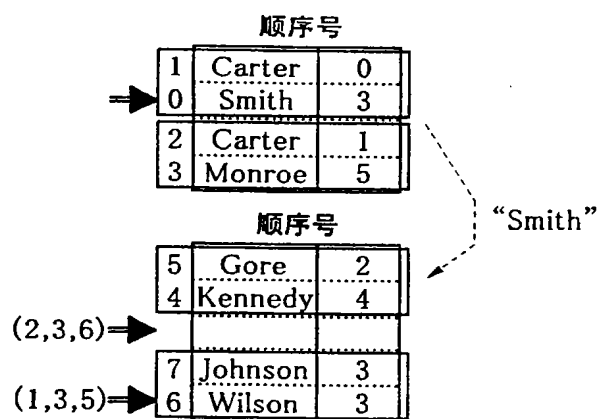 顺序号
1 Carter 0
0 Smith 3
2 Carter 1
3 Monroe 5
“Smith”
顺序号
5 Gore 2
4 Kennedy 4
(2,3,6)
7 Johnson 3
(1,3,5) 6 Wilson 3